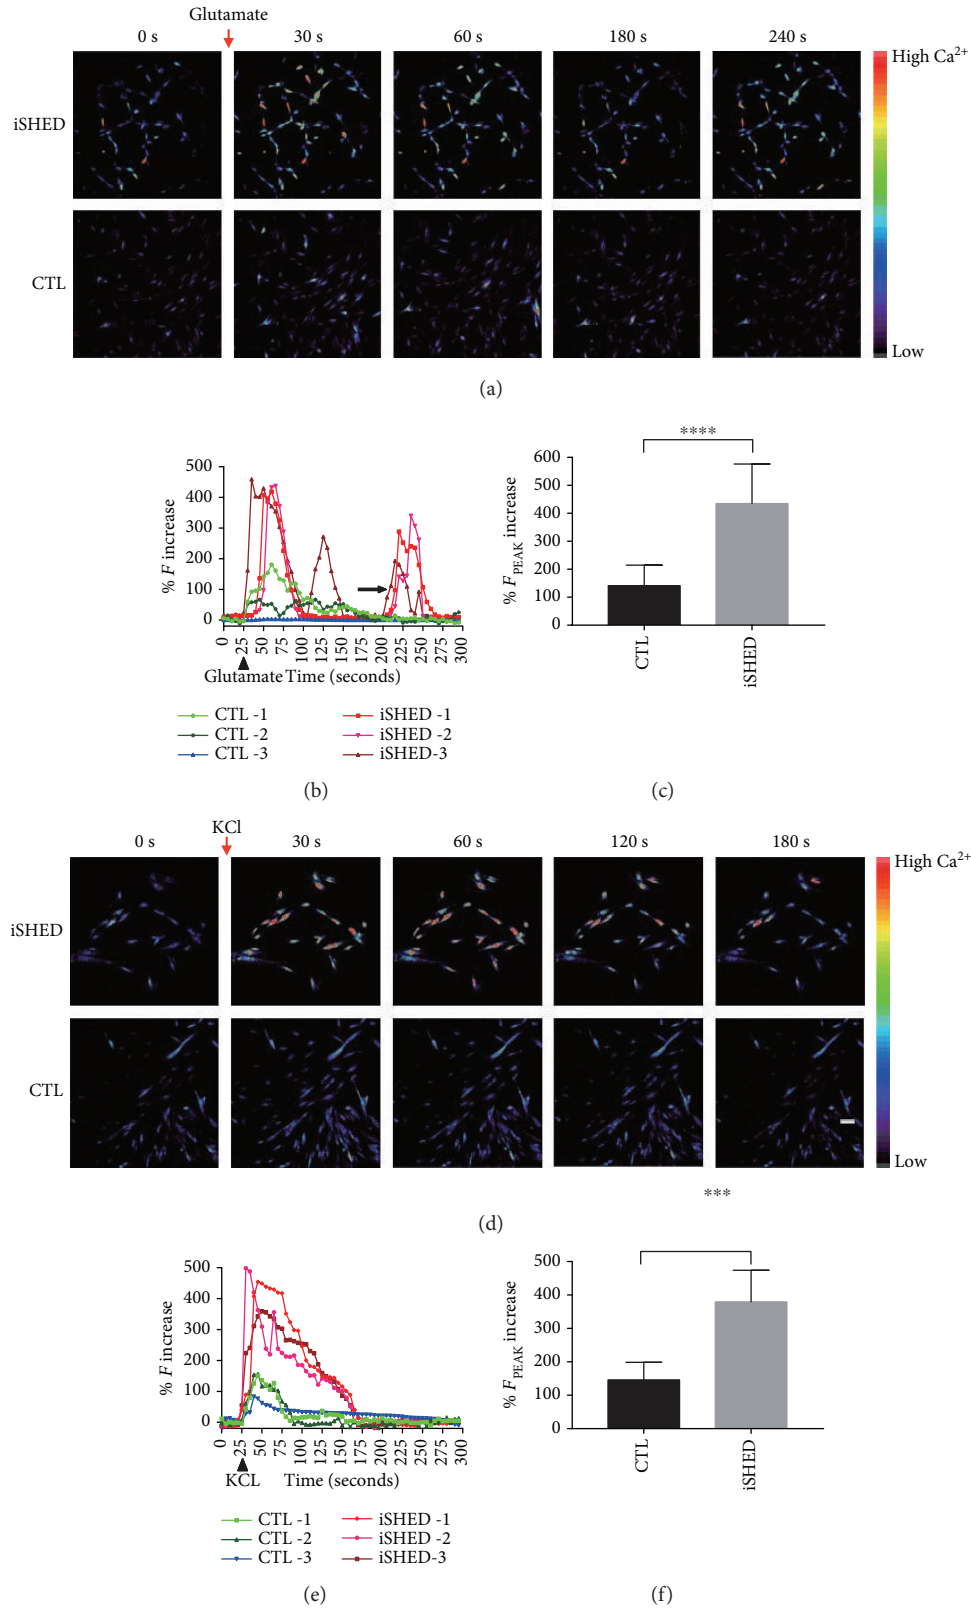 Glutamate
0 s 30 s 60 s 180 s 240 s
High Ca²⁺
iSHED
CTL
Low
(a)
500
400
300
200
100
0
% F increase
0 25 50 75 100 125 150 175 200 225 250 275 300
Glutamate Time (seconds)
CTL -1 iSHED -1
CTL -2 iSHED -2
CTL -3 iSHED-3
(b)
****
600
500
400
300
200
100
0
% F_PEAK increase
CTL iSHED
(c)
KCl
0 s 30 s 60 s 120 s 180 s
High Ca²⁺
iSHED
CTL
Low
***
(d)
500
400
300
200
100
0
% F increase
0 25 50 75 100 125 150 175 200 225 250 275 300
KCL Time (seconds)
CTL -1 iSHED -1
CTL -2 iSHED -2
CTL -3 iSHED-3
(e)
500
400
300
200
100
0
% F_PEAK increase
CTL iSHED
(f)